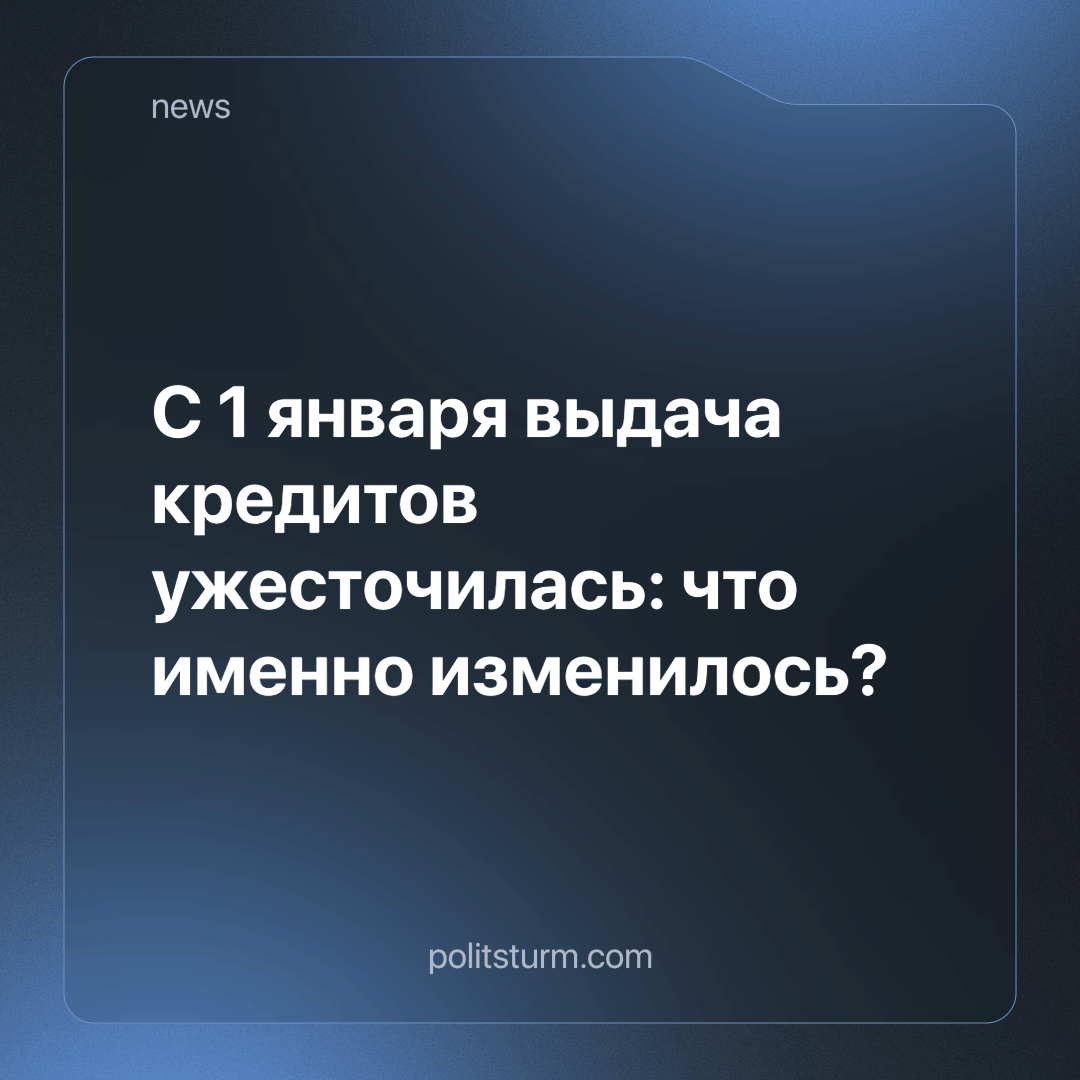 news
С 1 января выдача
кредитов
ужесточилась: что
именно изменилось?
politsturm.com